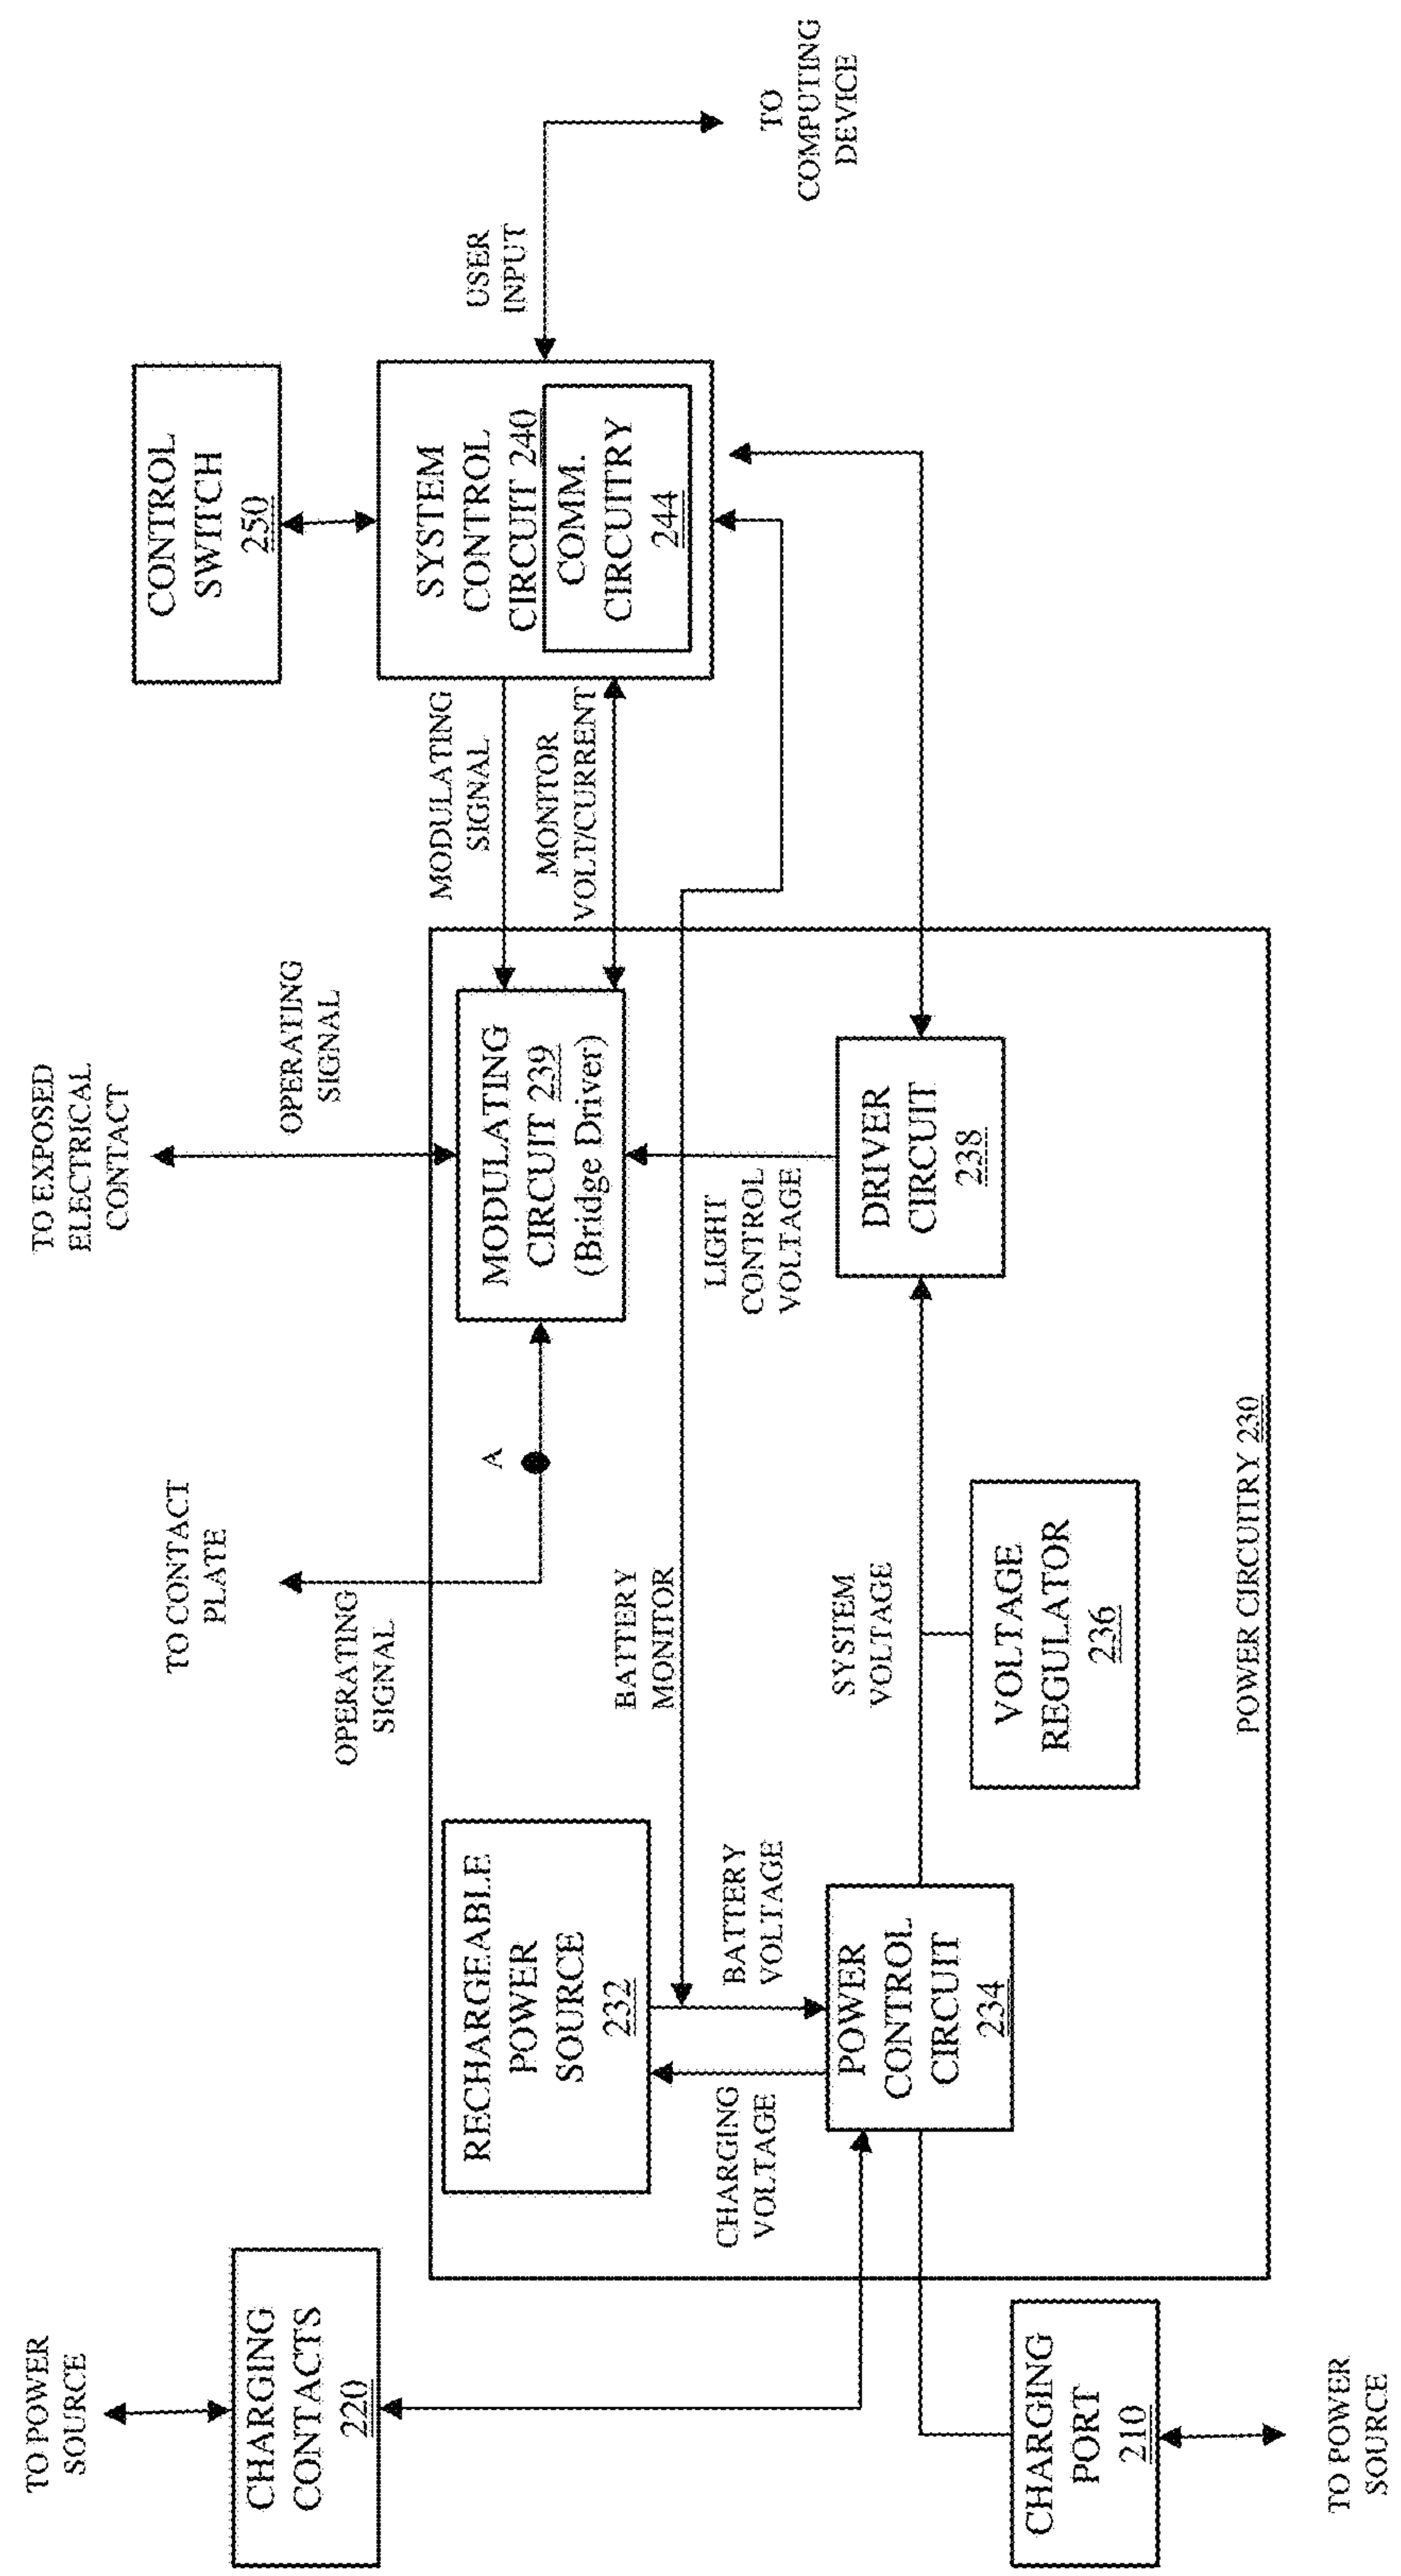 TO POWER
SOURCE
CHARGING
CONTACTS
220
TO CONTACT
PLATE
OPERATING
SIGNAL
TO EXPOSED
ELECTRICAL
CONTACT
OPERATING
SIGNAL
CONTROL
SWITCH
250
RECHARGEABLE
POWER
SOURCE
232
A
MODULATING
CIRCUIT 239
(Bridge Driver)
MODULATING
SIGNAL
MONITOR
VOLT/CURRENT
SYSTEM
CONTROL
CIRCUIT 240
COMM.
CIRCUITRY
244
USER
INPUT
TO
COMPUTING
DEVICE
BATTERY
MONITOR
CHARGING
VOLTAGE
BATTERY
VOLTAGE
LIGHT
CONTROL
VOLTAGE
POWER
CONTROL
CIRCUIT
234
SYSTEM
VOLTAGE
DRIVER
CIRCUIT
238
VOLTAGE
REGULATOR
236
CHARGING
PORT
210
POWER CIRCUITRY 230
TO POWER
SOURCE